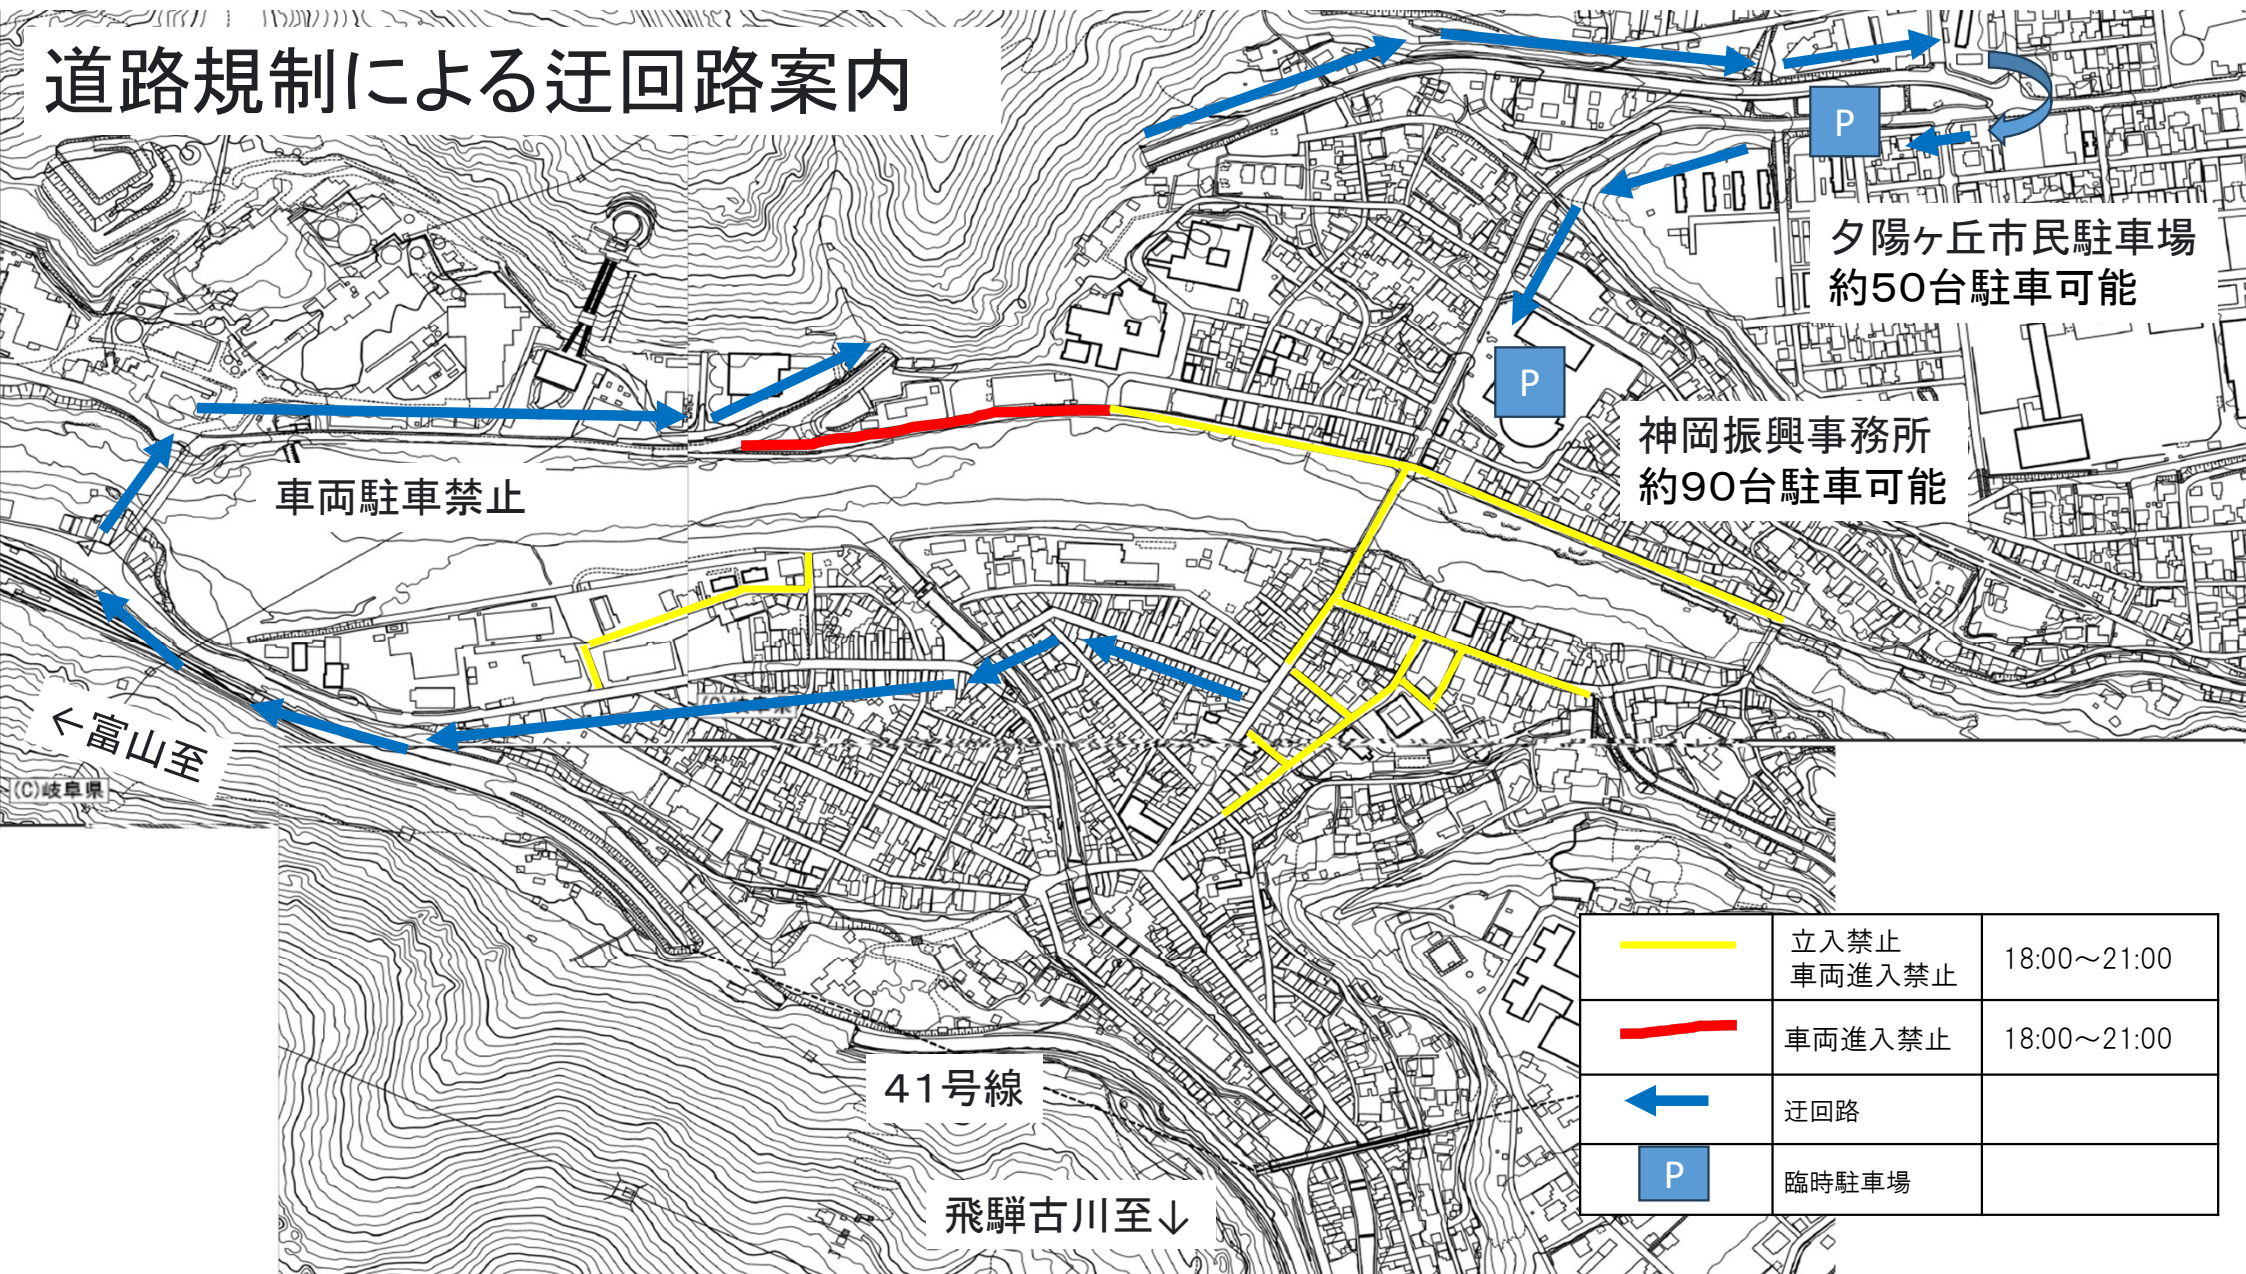 道路規制による迂回路案内
P
夕陽ヶ丘市民駐車場
約50台駐車可能
P
神岡振興事務所
約90台駐車可能
車両駐車禁止
←富山至
(C)岐阜県
(C)岐阜県
41号線
飛騨古川至↓
立入禁止
車両進入禁止
18:00～21:00
車両進入禁止
18:00～21:00
迂回路
P
臨時駐車場